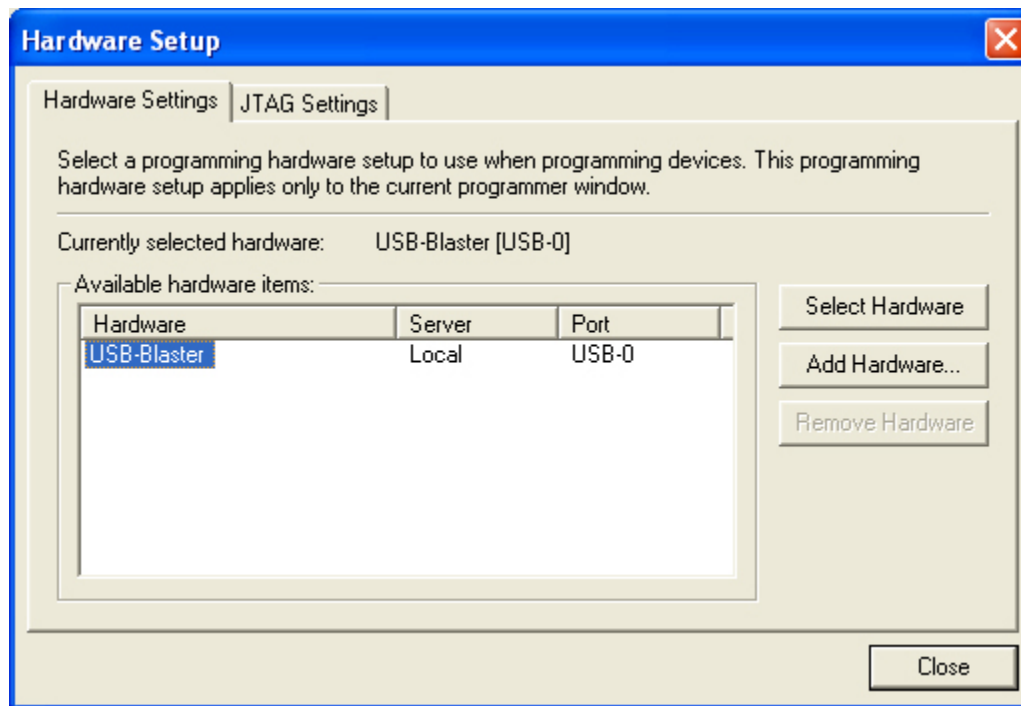 Hardware Setup
Hardware Settings
JTAG Settings
Select a programming hardware setup to use when programming devices. This programming
hardware setup applies only to the current programmer window.
Currently selected hardware: USB-Blaster [USB-0]
Available hardware items:
Hardware Server Port
USB-Blaster Local USB-0
Select Hardware
Add Hardware...
Remove Hardware
Close